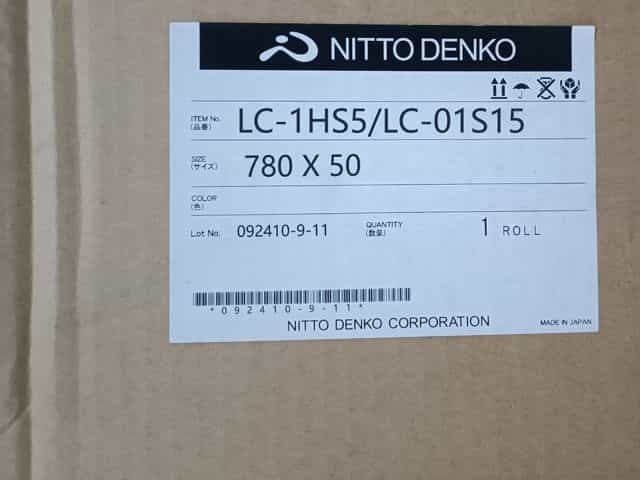 NITTO DENKO
ITEM No. LC-1HS5/LC-01S15
(品番)
SIZE 780 X 50
(サイズ)
COLOR
(色)
Lot No. 092410-9-11 QUANTITY 1 ROLL
(数量)
*092410-9-11*
NITTO DENKO CORPORATION MADE IN JAPAN